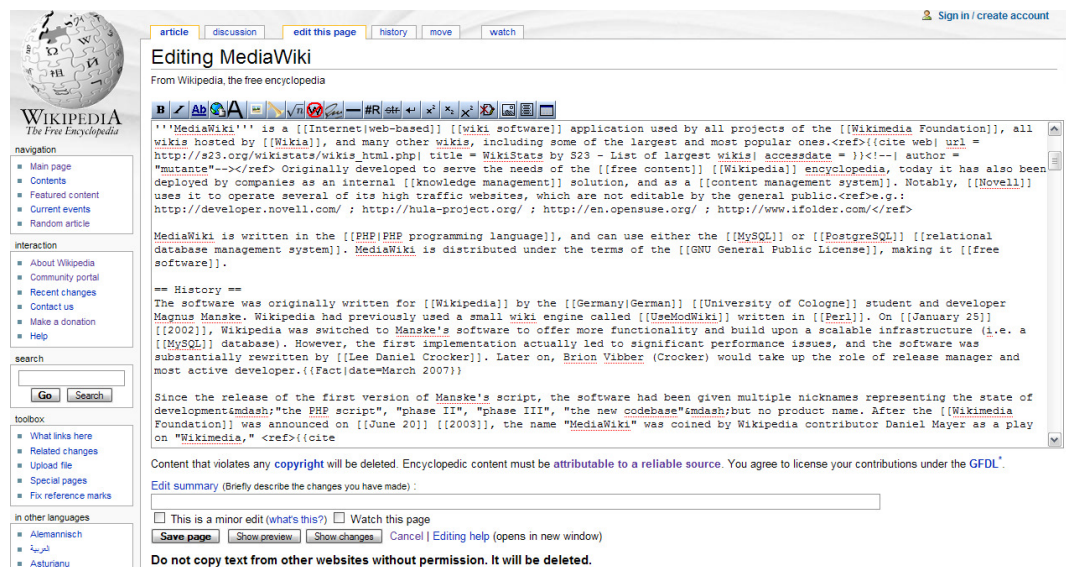 Sign in / create account
article discussion edit this page history move watch
Editing MediaWiki
From Wikipedia, the free encyclopedia
WIKIPEDIA
The Free Encyclopedia
navigation
Main page
Contents
Featured content
Current events
Random article
interaction
About Wikipedia
Community portal
Recent changes
Contact us
Make a donation
Help
search
Go Search
toolbox
What links here
Related changes
Upload file
Special pages
Fix reference marks
in other languages
Alemannisch
العربية
Asturianu
'''MediaWiki''' is a [[Internet|web-based]] [[wiki software]] application used by all projects of the [[Wikimedia Foundation]], all
wikis hosted by [[Wikia]], and many other wikis, including some of the largest and most popular ones.<ref>{{cite web| url =
http://s23.org/wikistats/wikis_html.php| title = WikiStats by S23 - List of largest wikis| accessdate = }}<!--| author =
"mutante"--></ref> Originally developed to serve the needs of the [[free content]] [[Wikipedia]] encyclopedia, today it has also been
deployed by companies as an internal [[knowledge management]] solution, and as a [[content management system]]. Notably, [[Novell]]
uses it to operate several of its high traffic websites, which are not editable by the general public.<ref>e.g.:
http://developer.novell.com/ ; http://hula-project.org/ ; http://en.opensuse.org/ ; http://www.ifolder.com/</ref>
MediaWiki is written in the [[PHP|PHP programming language]], and can use either the [[MySQL]] or [[PostgreSQL]] [[relational
database management system]]. MediaWiki is distributed under the terms of the [[GNU General Public License]], making it [[free
software]].
== History ==
The software was originally written for [[Wikipedia]] by the [[Germany|German]] [[University of Cologne]] student and developer
Magnus Manske. Wikipedia had previously used a small wiki engine called [[UseModWiki]] written in [[Perl]]. On [[January 25]]
[[2002]], Wikipedia was switched to Manske's software to offer more functionality and build upon a scalable infrastructure (i.e. a
[[MySQL]] database). However, the first implementation actually led to significant performance issues, and the software was
substantially rewritten by [[Lee Daniel Crocker]]. Later on, Brion Vibber (Crocker) would take up the role of release manager and
most active developer.{{Fact|date=March 2007}}
Since the release of the first version of Manske's script, the software had been given multiple nicknames representing the state of
development&mdash;"the PHP script", "phase II", "phase III", "the new codebase"&mdash;but no product name. After the [[Wikimedia
Foundation]] was announced on [[June 20]] [[2003]], the name "MediaWiki" was coined by Wikipedia contributor Daniel Mayer as a play
on "Wikimedia," <ref>{{cite
Content that violates any copyright will be deleted. Encyclopedic content must be attributable to a reliable source. You agree to license your contributions under the GFDL*.
Edit summary (Briefly describe the changes you have made) :
This is a minor edit (what's this?) Watch this page
Save page Show preview Show changes Cancel | Editing help (opens in new window)
Do not copy text from other websites without permission. It will be deleted.